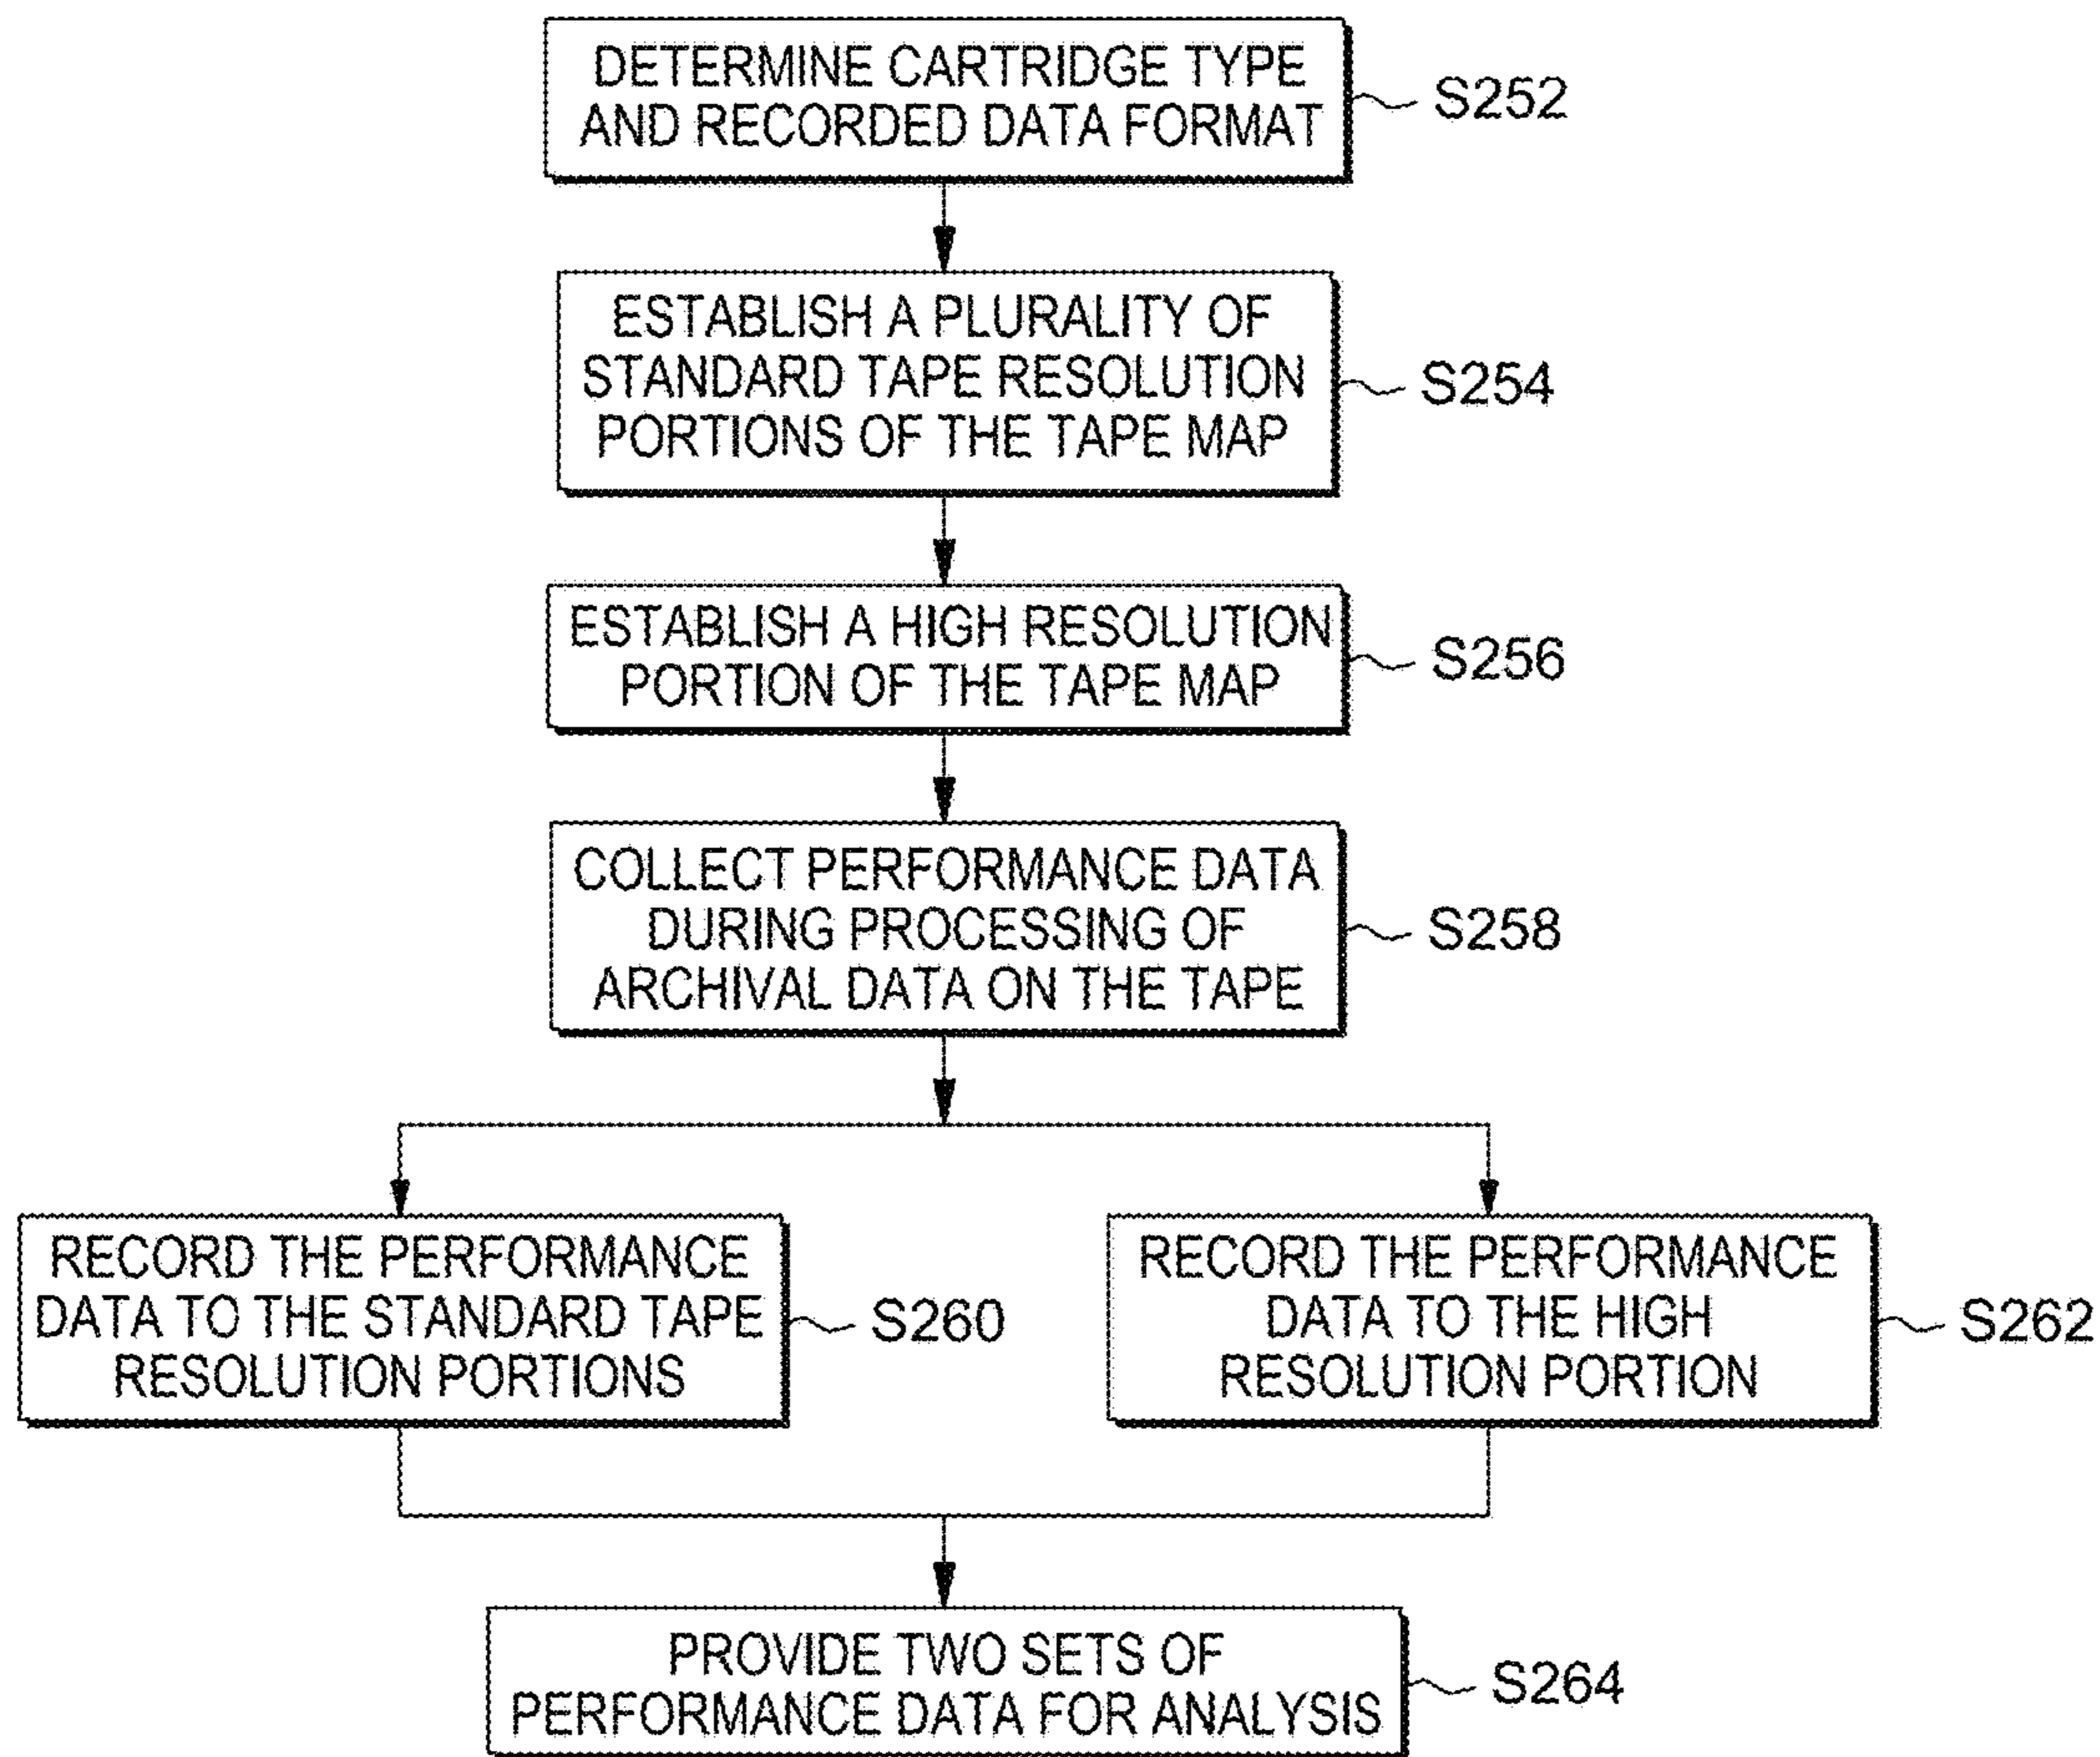 DETERMINE CARTRIDGE TYPE
AND RECORDED DATA FORMAT
S252
ESTABLISH A PLURALITY OF
STANDARD TAPE RESOLUTION
PORTIONS OF THE TAPE MAP
S254
ESTABLISH A HIGH RESOLUTION
PORTION OF THE TAPE MAP
S256
COLLECT PERFORMANCE DATA
DURING PROCESSING OF
ARCHIVAL DATA ON THE TAPE
S258
RECORD THE PERFORMANCE
DATA TO THE STANDARD TAPE
RESOLUTION PORTIONS
S260
RECORD THE PERFORMANCE
DATA TO THE HIGH
RESOLUTION PORTION
S262
PROVIDE TWO SETS OF
PERFORMANCE DATA FOR ANALYSIS
S264